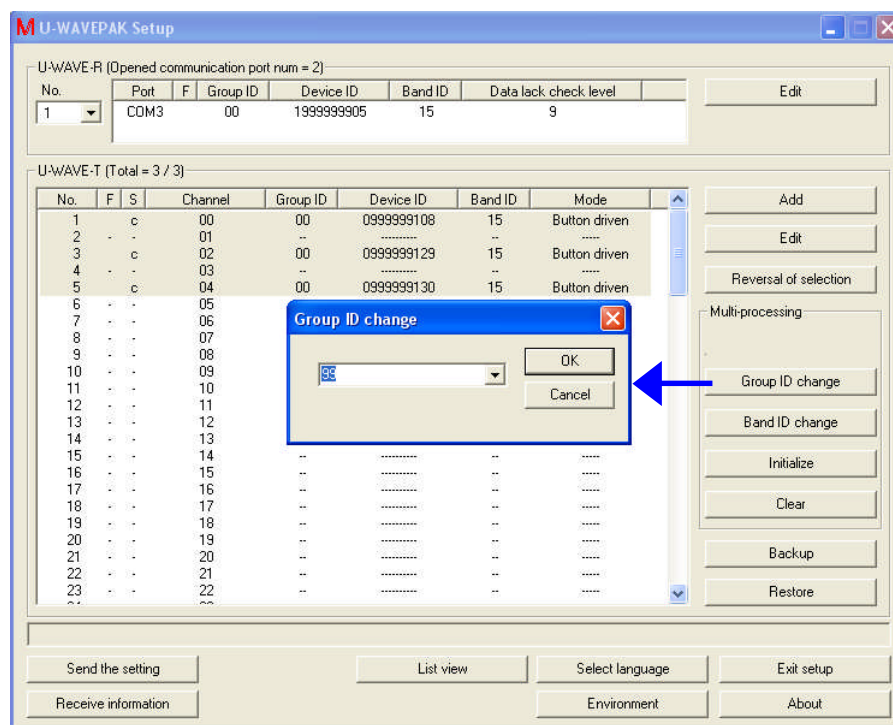 U-WAVEPAK Setup
U-WAVE-R (Opened communication port num = 2)
No. Port F Group ID Device ID Band ID Data lack check level
1 COM3 00 1999999905 15 9
Edit
U-WAVE-T (Total = 3 / 3)
No. F S Channel Group ID Device ID Band ID Mode
1 c 00 00 0999999108 15 Button driven
2 - - 01 -- ---------- -- -----
3 c 02 00 0999999129 15 Button driven
4 - - 03 -- ---------- -- -----
5 c 04 00 0999999130 15 Button driven
6 - - 05
7 - - 06
8 - - 07
9 - - 08
10 - - 09
11 - - 10
12 - - 11
13 - - 12
14 - - 13
15 - - 14 -- ---------- -- -----
16 - - 15 -- ---------- -- -----
17 - - 16 -- ---------- -- -----
18 - - 17 -- ---------- -- -----
19 - - 18 -- ---------- -- -----
20 - - 19 -- ---------- -- -----
21 - - 20 -- ---------- -- -----
22 - - 21 -- ---------- -- -----
23 - - 22 -- ---------- -- -----
Group ID change
99
OK
Cancel
Add
Edit
Reversal of selection
Multi-processing
Group ID change
Band ID change
Initialize
Clear
Backup
Restore
Send the setting
List view
Select language
Exit setup
Receive information
Environment
About